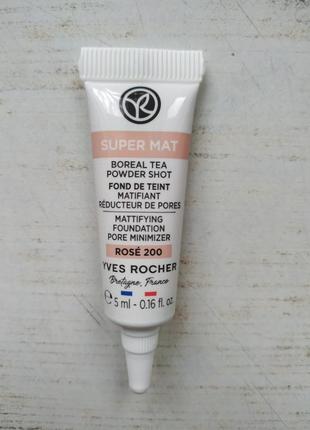 SUPER MAT
BOREAL TEA
POWDER SHOT
FOND DE TEINT
MATIFIANT
RÉDUCTEUR DE PORES
MATTIFYING
FOUNDATION
PORE MINIMIZER
ROSÉ 200
YVES ROCHER
Bretagne, France
℮ 5 ml - 0.16 fl. oz